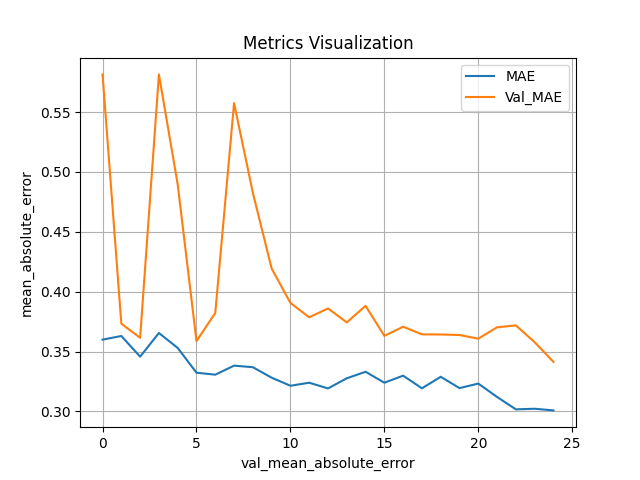 Metrics Visualization
MAE
Val_MAE
0.55
0.50
0.45
0.40
0.35
0.30
mean_absolute_error
0 5 10 15 20 25
val_mean_absolute_error